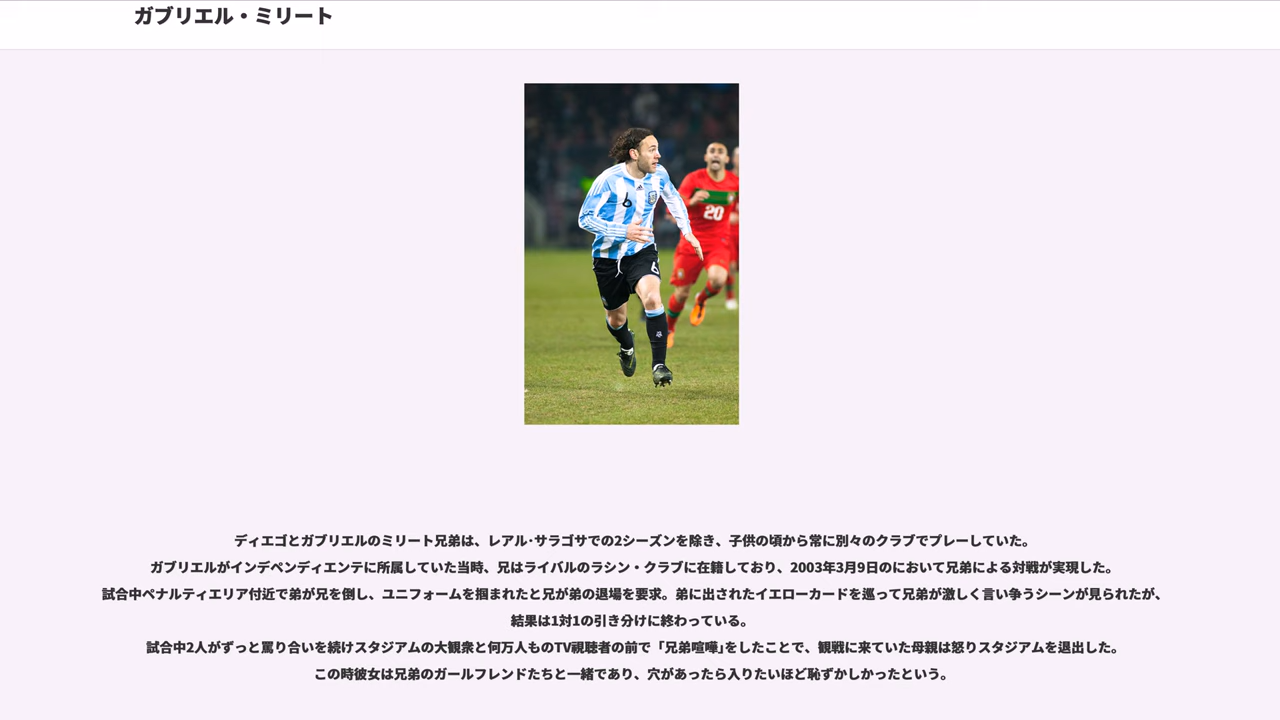 ガブリエル・ミリート
6
20
6
ディエゴとガブリエルのミリート兄弟は、レアル·サラゴサでの2シーズンを除き、子供の頃から常に別々のクラブでプレーしていた。
ガブリエルがインデペンディエンテに所属していた当時、兄はライバルのラシン・クラブに在籍しており、2003年3月9日のにおいて兄弟による対戦が実現した。
試合中ペナルティエリア付近で弟が兄を倒し、ユニフォームを掴まれたと兄が弟の退場を要求。弟に出されたイエローカードを巡って兄弟が激しく言い争うシーンが見られたが、
結果は1対1の引き分けに終わっている。
試合中2人がずっと罵り合いを続けスタジアムの大観衆と何万人ものTV視聴者の前で「兄弟喧嘩」をしたことで、観戦に来ていた母親は怒りスタジアムを退出した。
この時彼女は兄弟のガールフレンドたちと一緒であり、穴があったら入りたいほど恥ずかしかったという。